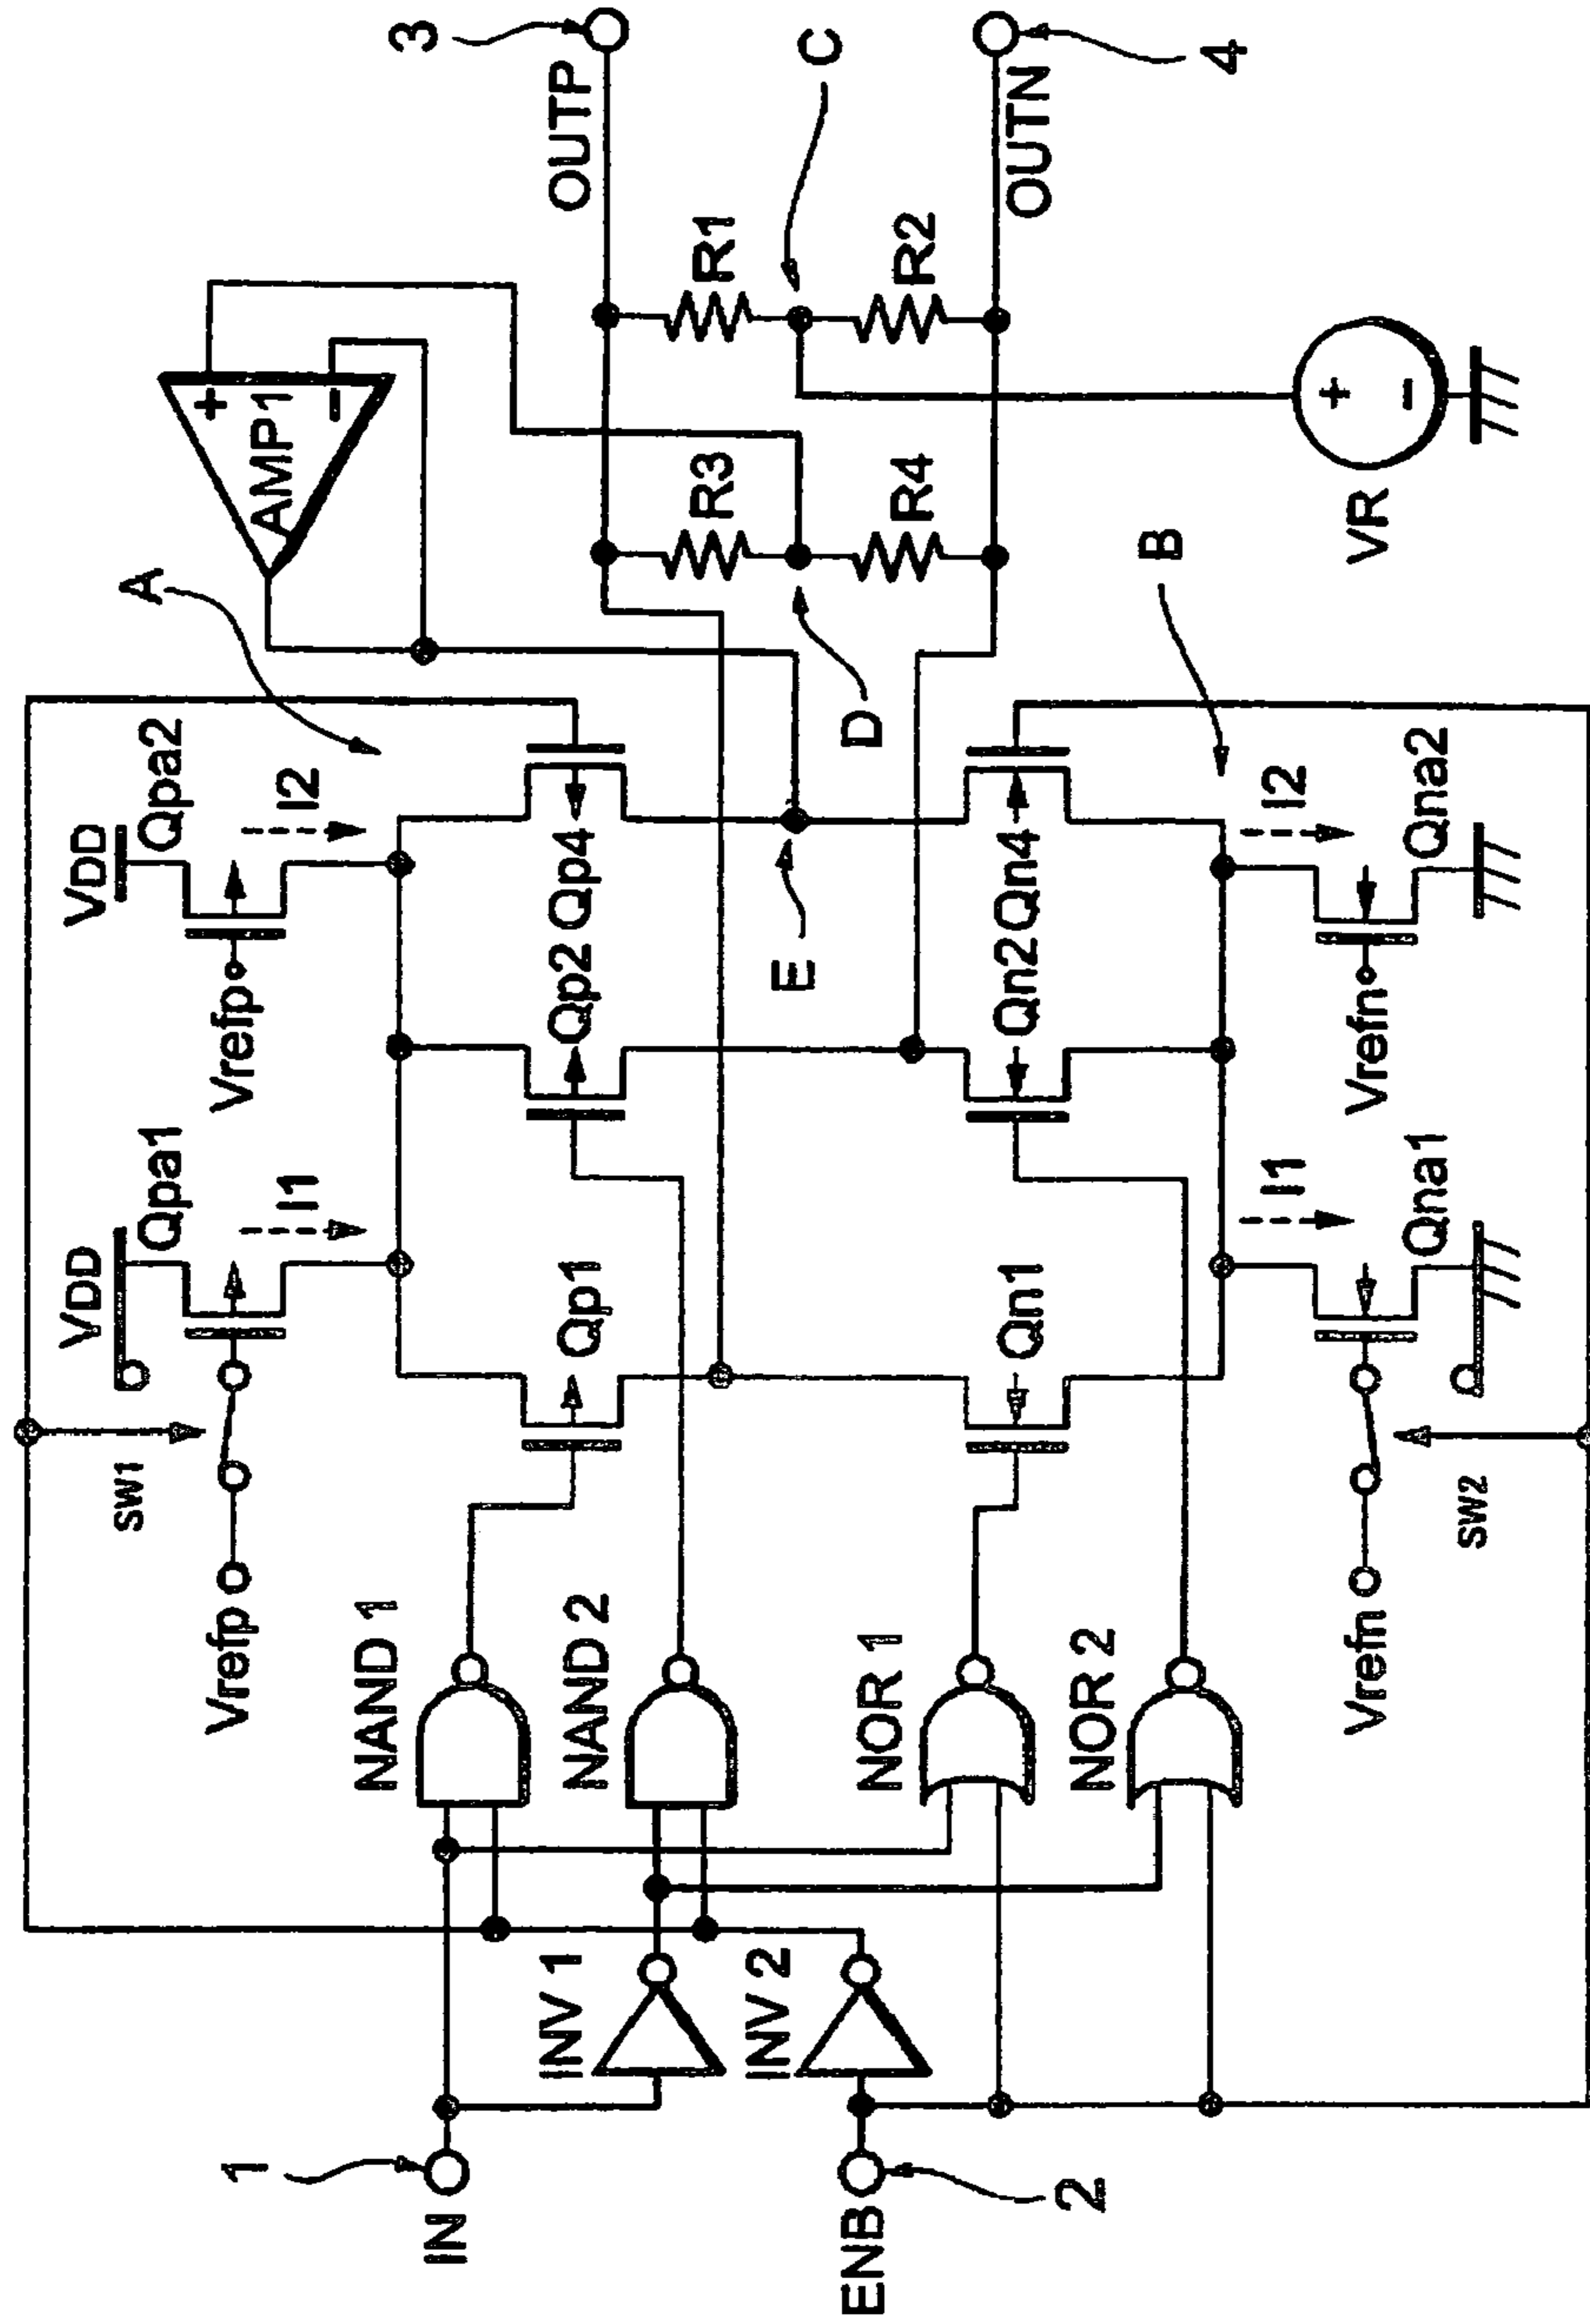 VDD
Qpa1
VDD
Qpa2
A
AMP1
+
-
3
SW1
I1
I2
Vrefp
Vrefp
OUTP
NAND 1
Qp1
Qp2
Qp4
R3
R1
C
NAND 2
INV 1
IN
1
E
D
INV 2
ENB
2
NOR 1
Qn1
Qn2
Qn4
R4
R2
OUTN
4
NOR 2
B
I1
I2
Vrefn
Vrefn
VR
+
-
SW2
Qna1
Qna2